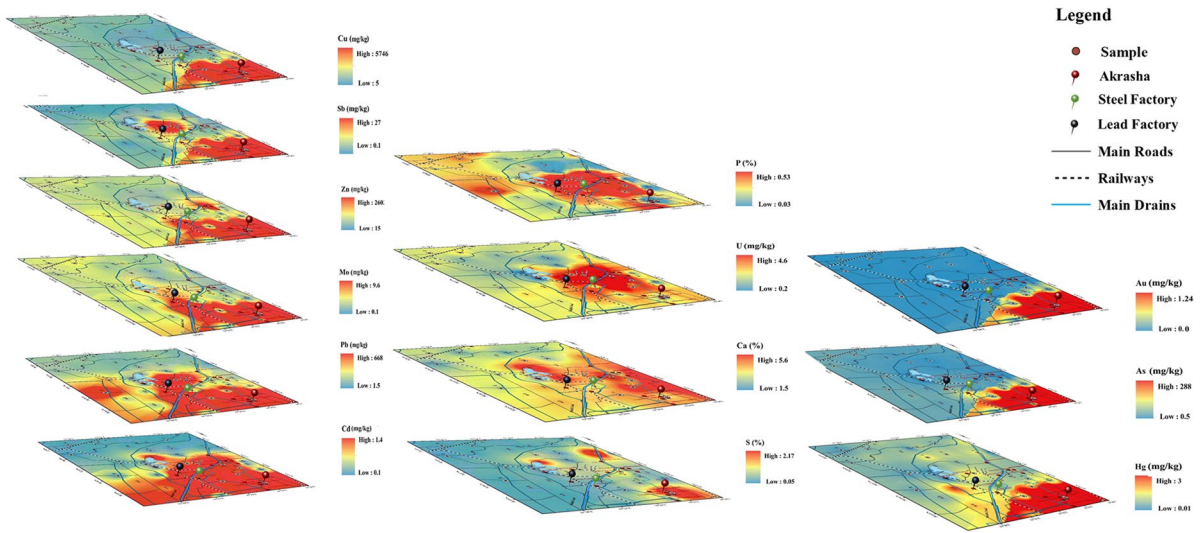 Cu (mg/kg)
High : 5746
Low : 5
Sb (mg/kg)
High : 27
Low : 0.1
Zn (mg/kg)
High : 260
Low : 15
Mo (mg/kg)
High : 9.6
Low : 0.1
Pb (mg/kg)
High : 668
Low : 1.5
Cd (mg/kg)
High : 1.4
Low : 0.1
P (%)
High : 0.53
Low : 0.03
U (mg/kg)
High : 4.6
Low : 0.2
Ca (%)
High : 5.6
Low : 1.5
S (%)
High : 2.17
Low : 0.05
Legend
Sample
Akrasha
Steel Factory
Lead Factory
Main Roads
Railways
Main Drains
Au (mg/kg)
High : 1.24
Low : 0.0
As (mg/kg)
High : 288
Low : 0.5
Hg (mg/kg)
High : 3
Low : 0.01